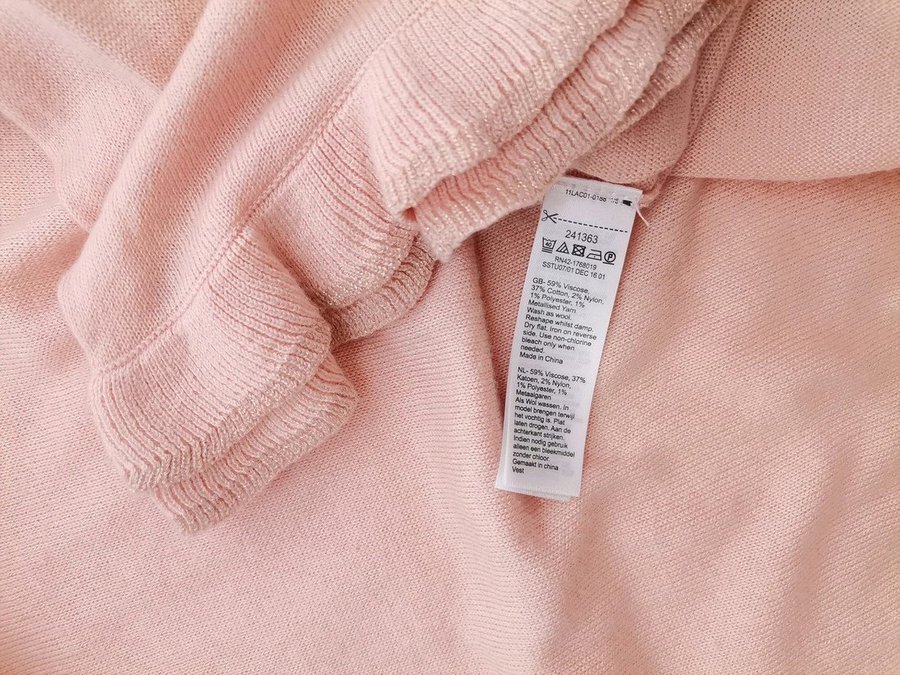 241363
RN42-1768019
SSTU07/01 DEC 16 01
GB- 59% Viscose,
37% Cotton, 2% Nylon,
1% Polyester, 1%
Metallised Yarn
Wash as wool.
Reshape whilst damp.
Dry flat. Iron on reverse
side. Use non-chlorine
bleach only when
needed.
Made in China
NL- 59% Viscose, 37%
Katoen, 2% Nylon,
1% Polyester, 1%
Metaalgaren
Als Wol wassen. In
model brengen terwijl
het vochtig is. Plat
laten drogen. Aan de
achterkant strijken.
Indien nodig gebruik
alleen een bleekmiddel
zonder chloor.
Gemaakt in china
Vest